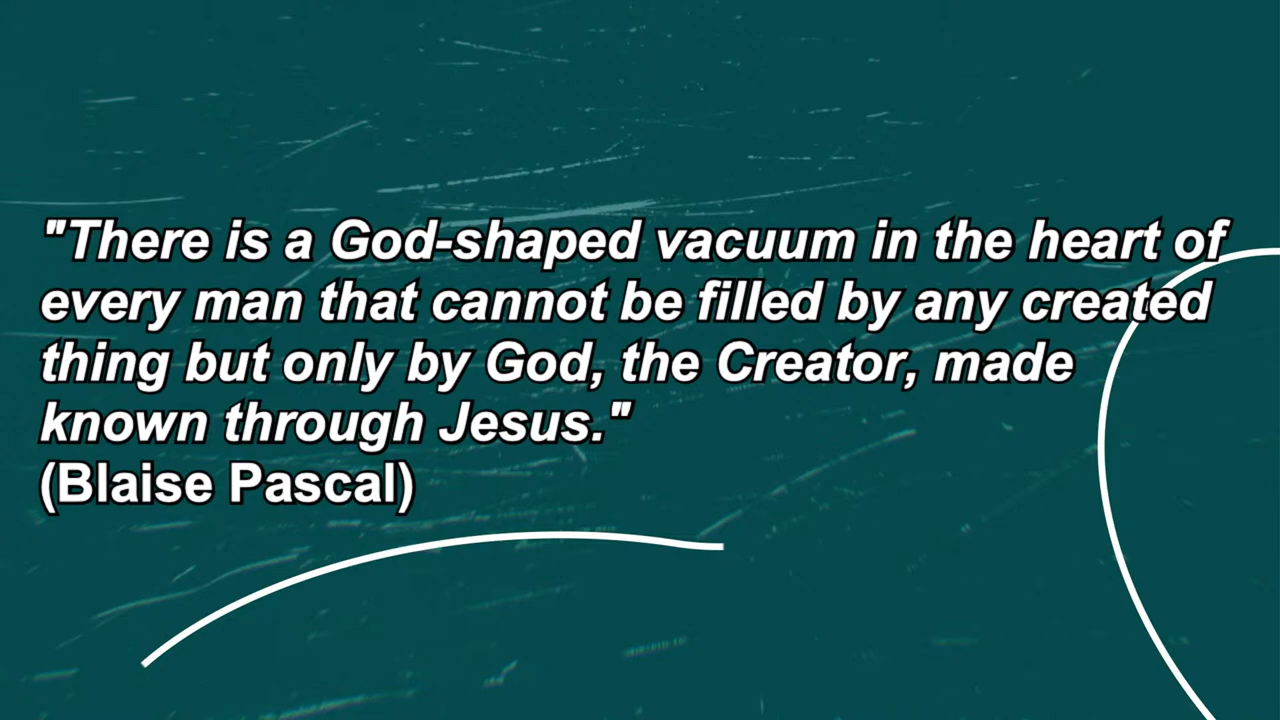 "There is a God-shaped vacuum in the heart of
every man that cannot be filled by any created
thing but only by God, the Creator, made
known through Jesus."
(Blaise Pascal)